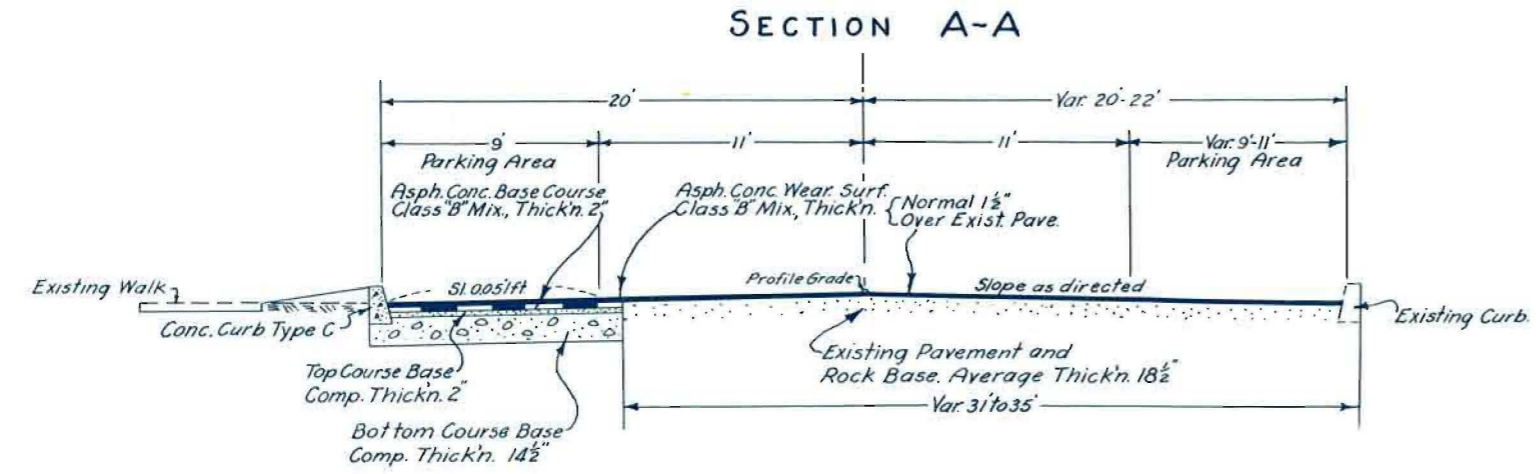 SECTION A-A
20'
Var. 20'-22'
9'
Parking Area
11'
11'
Var. 9'-11'
Parking Area
Asph. Conc. Base Course
Class "B" Mix., Thick'n. 2"
Asph. Conc. Wear. Surf.
Class "B" Mix, Thick'n.
Normal 1½"
Over Exist. Pave.
Existing Walk
Sl. 0.05'/ft
Profile Grade
Slope as directed
Conc. Curb Type C
Existing Curb.
Top Course Base
Comp. Thick'n. 2"
Existing Pavement and
Rock Base. Average Thick'n. 18½"
Var. 31' to 35'
Bottom Course Base
Comp. Thick'n. 14½"